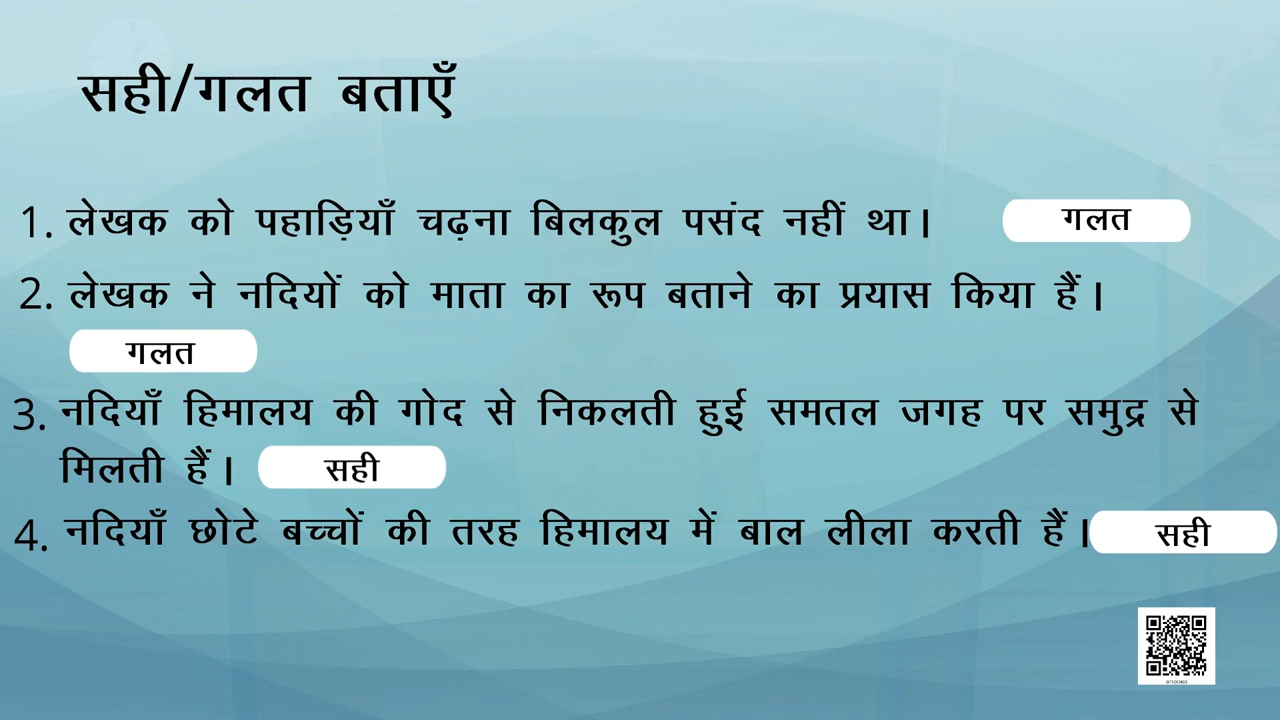 सही/गलत बताएँ
1. लेखक को पहाड़ियाँ चढ़ना बिलकुल पसंद नहीं था। गलत
2. लेखक ने नदियों को माता का रूप बताने का प्रयास किया हैं।
गलत
3. नदियाँ हिमालय की गोद से निकलती हुई समतल जगह पर समुद्र से
मिलती हैं। सही
4. नदियाँ छोटे बच्चों की तरह हिमालय में बाल लीला करती हैं। सही